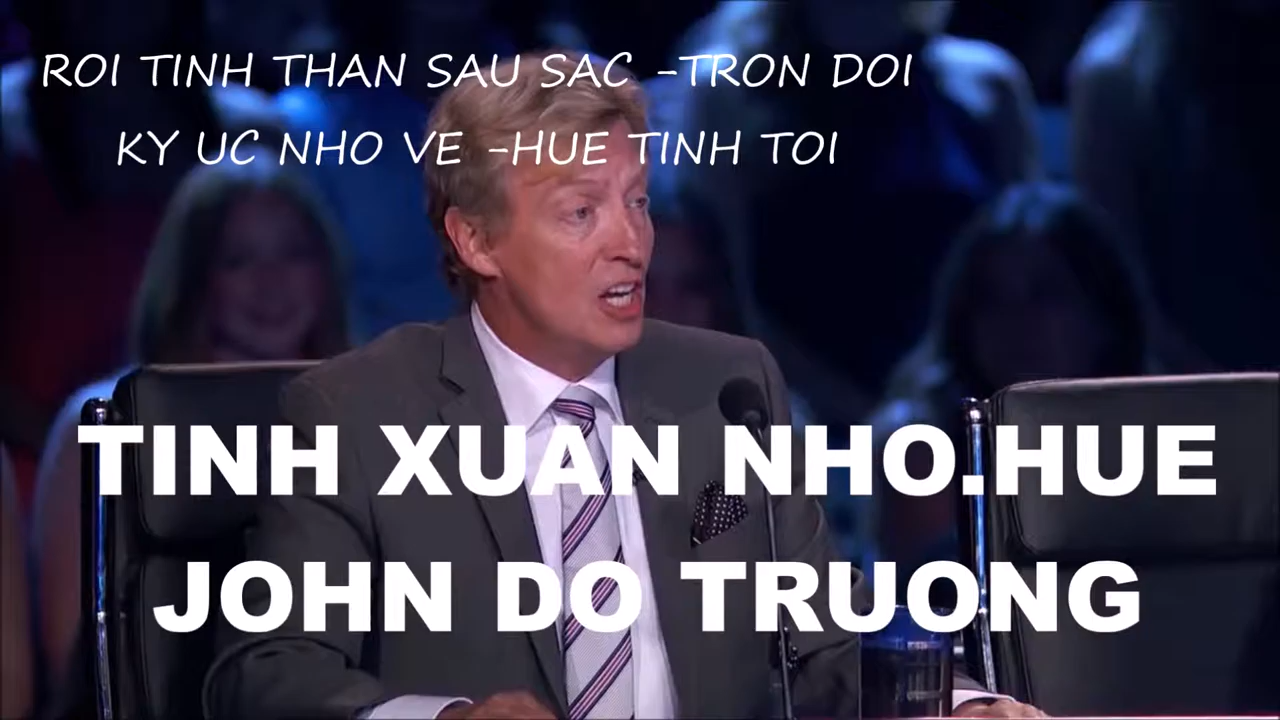 ROI TINH THAN SAU SAC -TRON DOI
KY UC NHO VE -HUE TINH TOI
TINH XUAN NHO.HUE
JOHN DO TRUONG